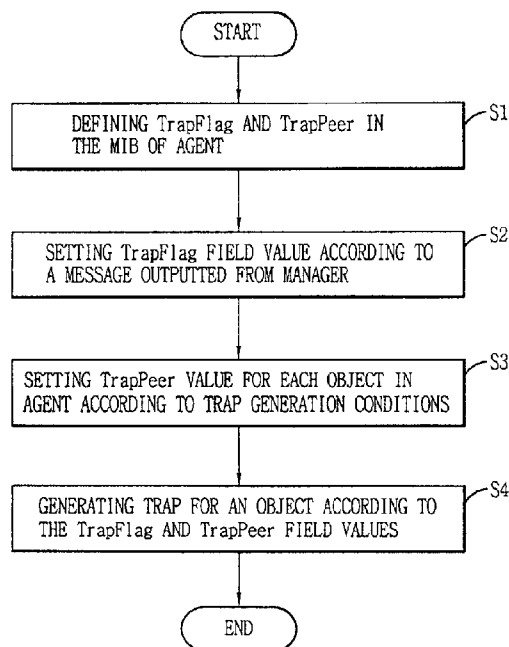 START
S1
DEFINING TrapFlag AND TrapPeer IN
THE MIB OF AGENT
S2
SETTING TrapFlag FIELD VALUE ACCORDING TO
A MESSAGE OUTPUTTED FROM MANAGER
S3
SETTING TrapPeer VALUE FOR EACH OBJECT IN
AGENT ACCORDING TO TRAP GENERATION CONDITIONS
S4
GENERATING TRAP FOR AN OBJECT ACCORDING TO
THE TrapFlag AND TrapPeer FIELD VALUES
END